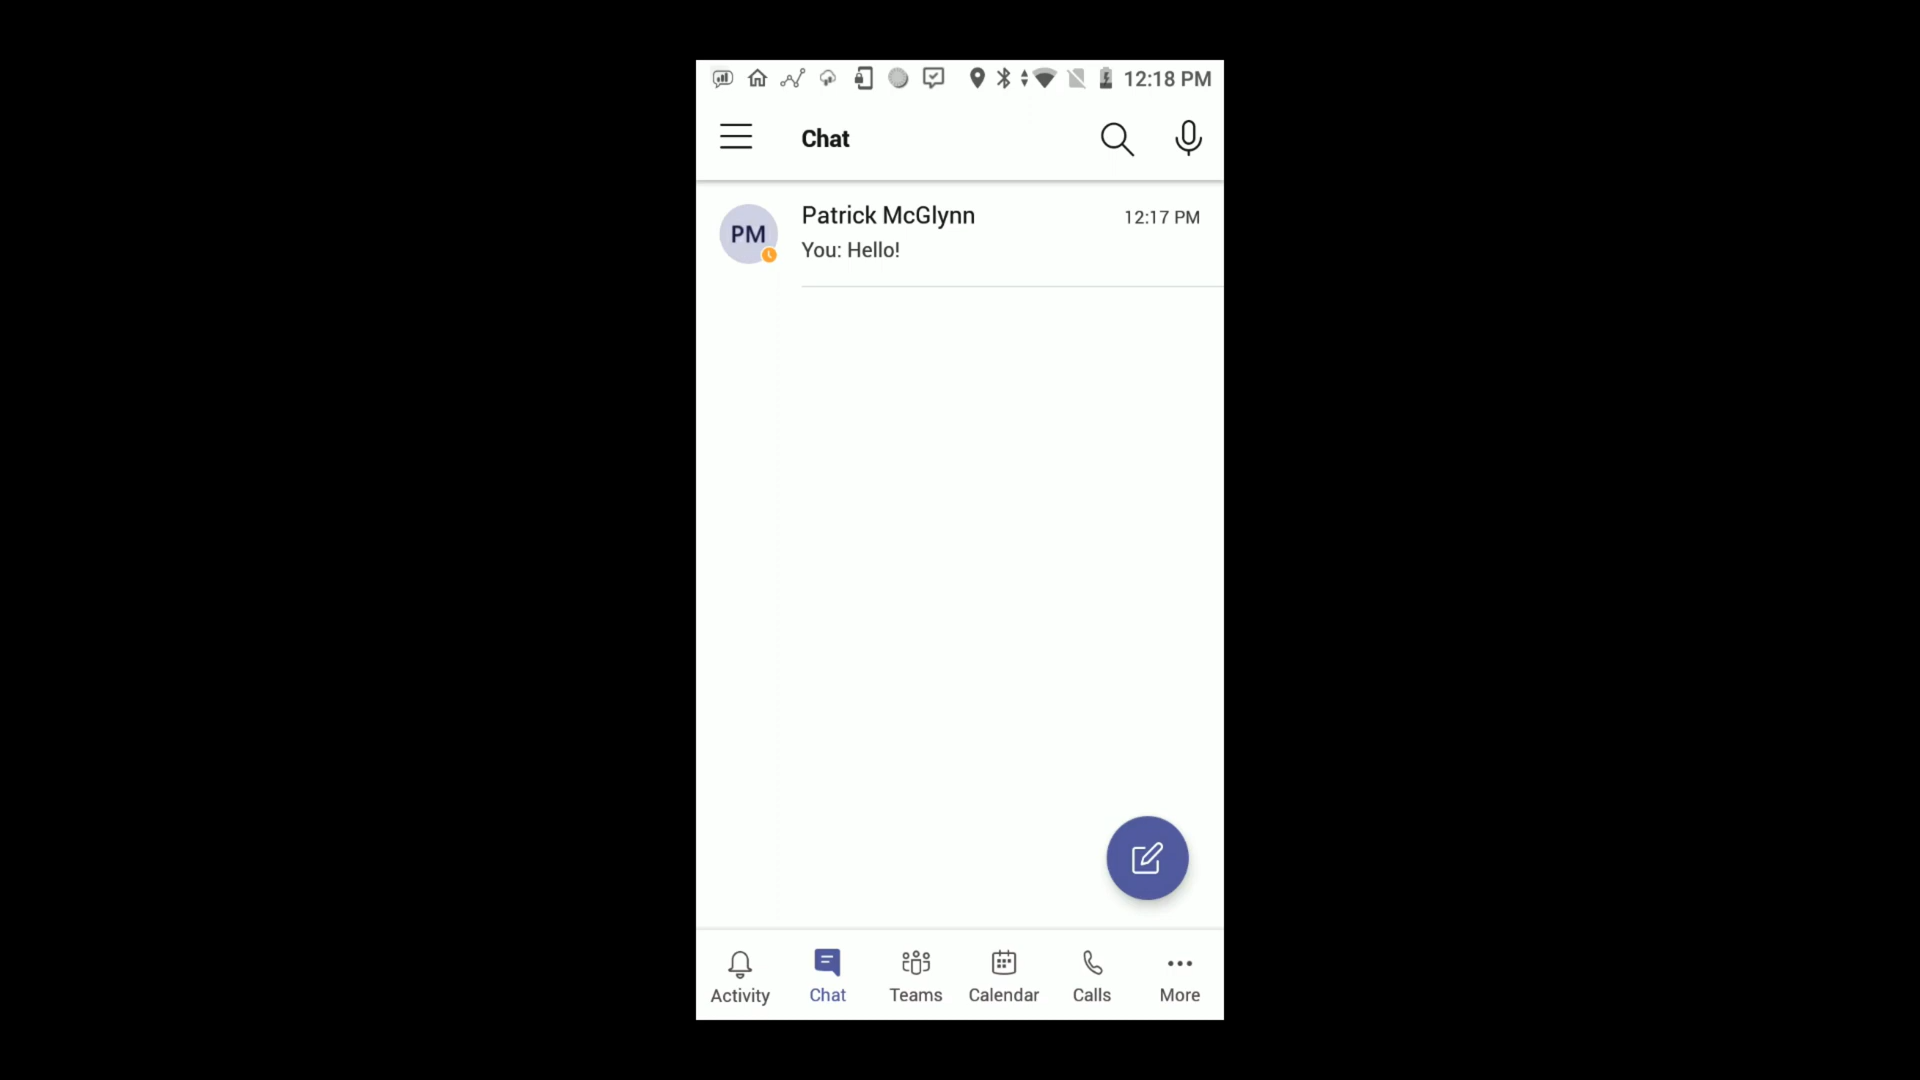 12:18 PM
Chat
Patrick McGlynn 12:17 PM
PM
You: Hello!
Activity Chat Teams Calendar Calls More